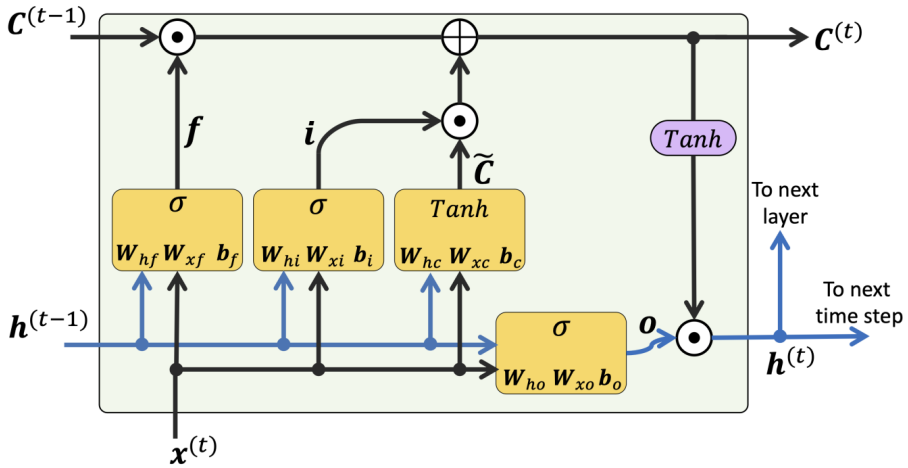 C^(t-1)
C^(t)
f
i
C̃
Tanh
σ
W_hf W_xf b_f
σ
W_hi W_xi b_i
Tanh
W_hc W_xc b_c
To next
layer
h^(t-1)
σ
W_ho W_xo b_o
o
To next
time step
h^(t)
x^(t)